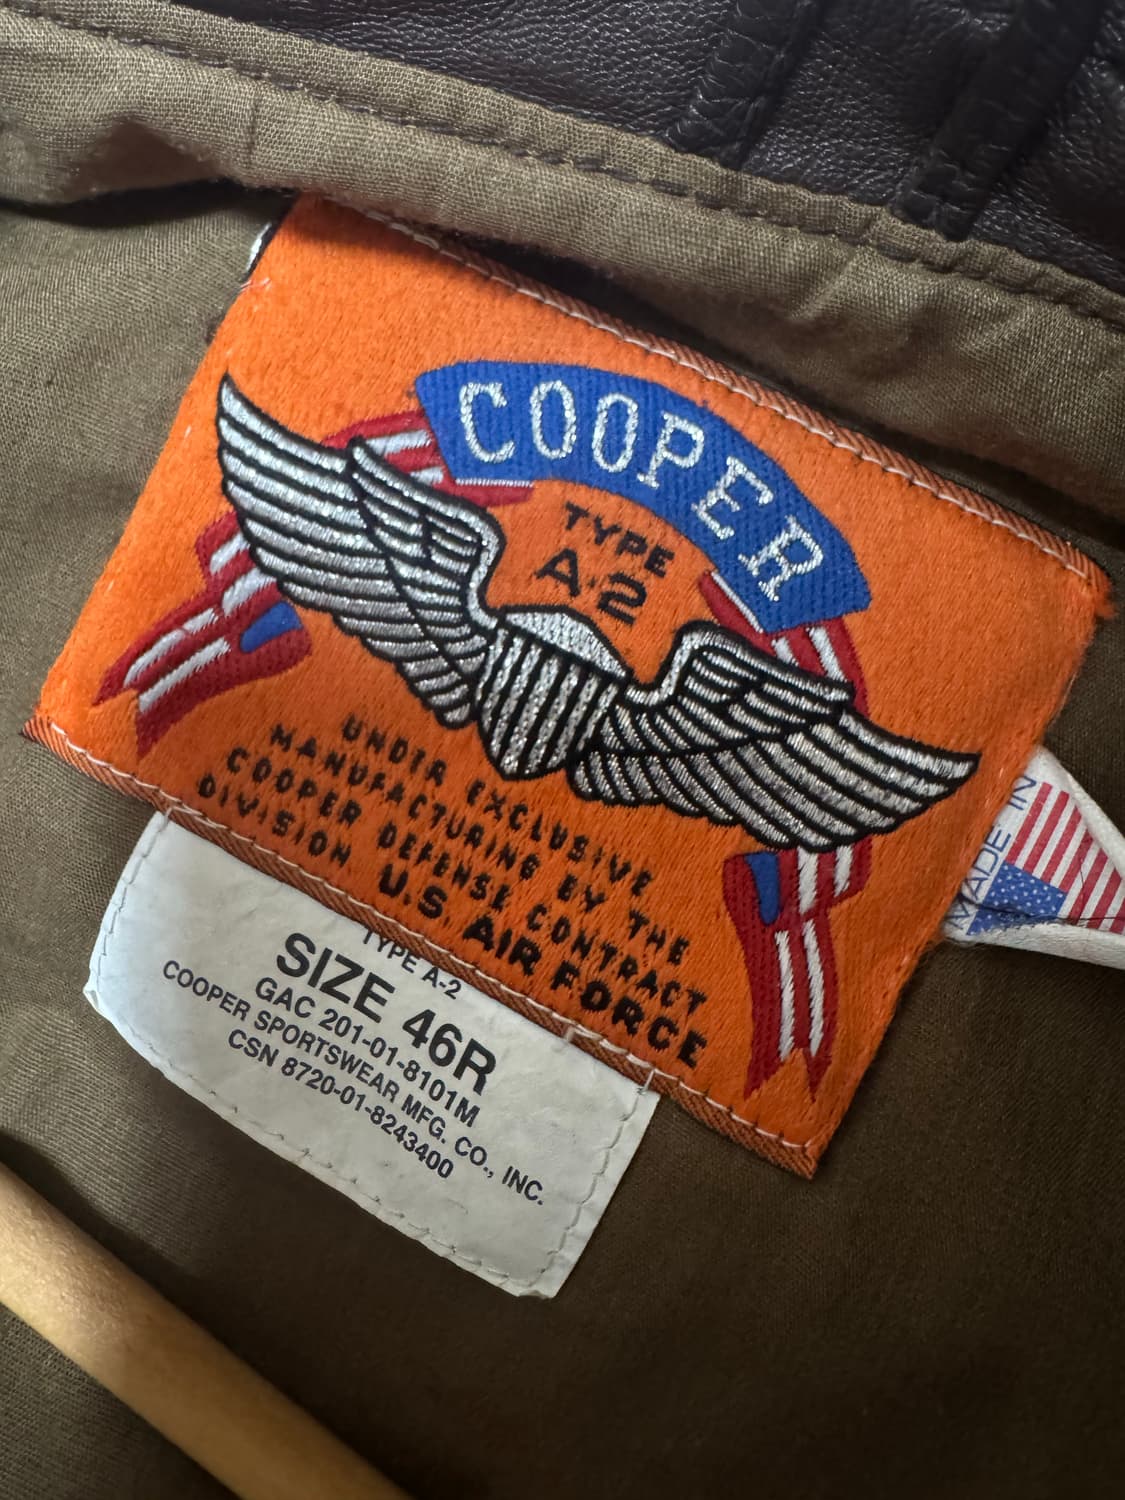 COOPER
TYPE
A-2
UNDER EXCLUSIVE
MANUFACTURING BY THE
COOPER DEFENSE CONTRACT
DIVISION
U.S. AIR FORCE
MADE IN
TYPE A-2
SIZE 46R
GAC 201-01-8101M
COOPER SPORTSWEAR MFG. CO., INC.
CSN 8720-01-8243400